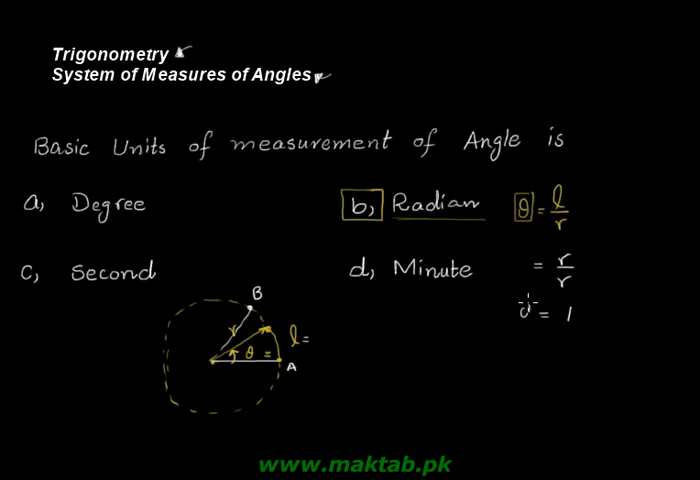 Trigonometry
System of Measures of Angles
Basic Units of measurement of Angle is
a, Degree
b, Radian θ = l/r
c, Second
d, Minute = r/r
= 1
B
r
l =
θ =
A
www.maktab.pk